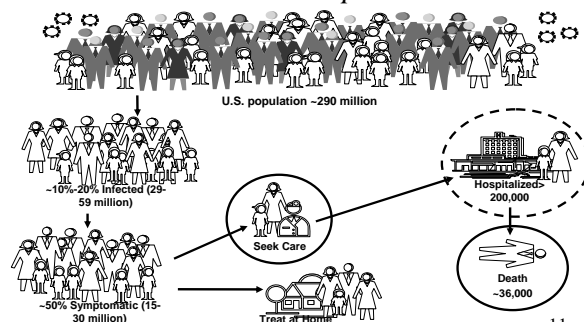 U.S. population ~290 million
~10%-20% Infected (29-
59 million)
Hospitalized>
200,000
Seek Care
Death
~36,000
~50% Symptomatic (15-
30 million)
Treat at Home